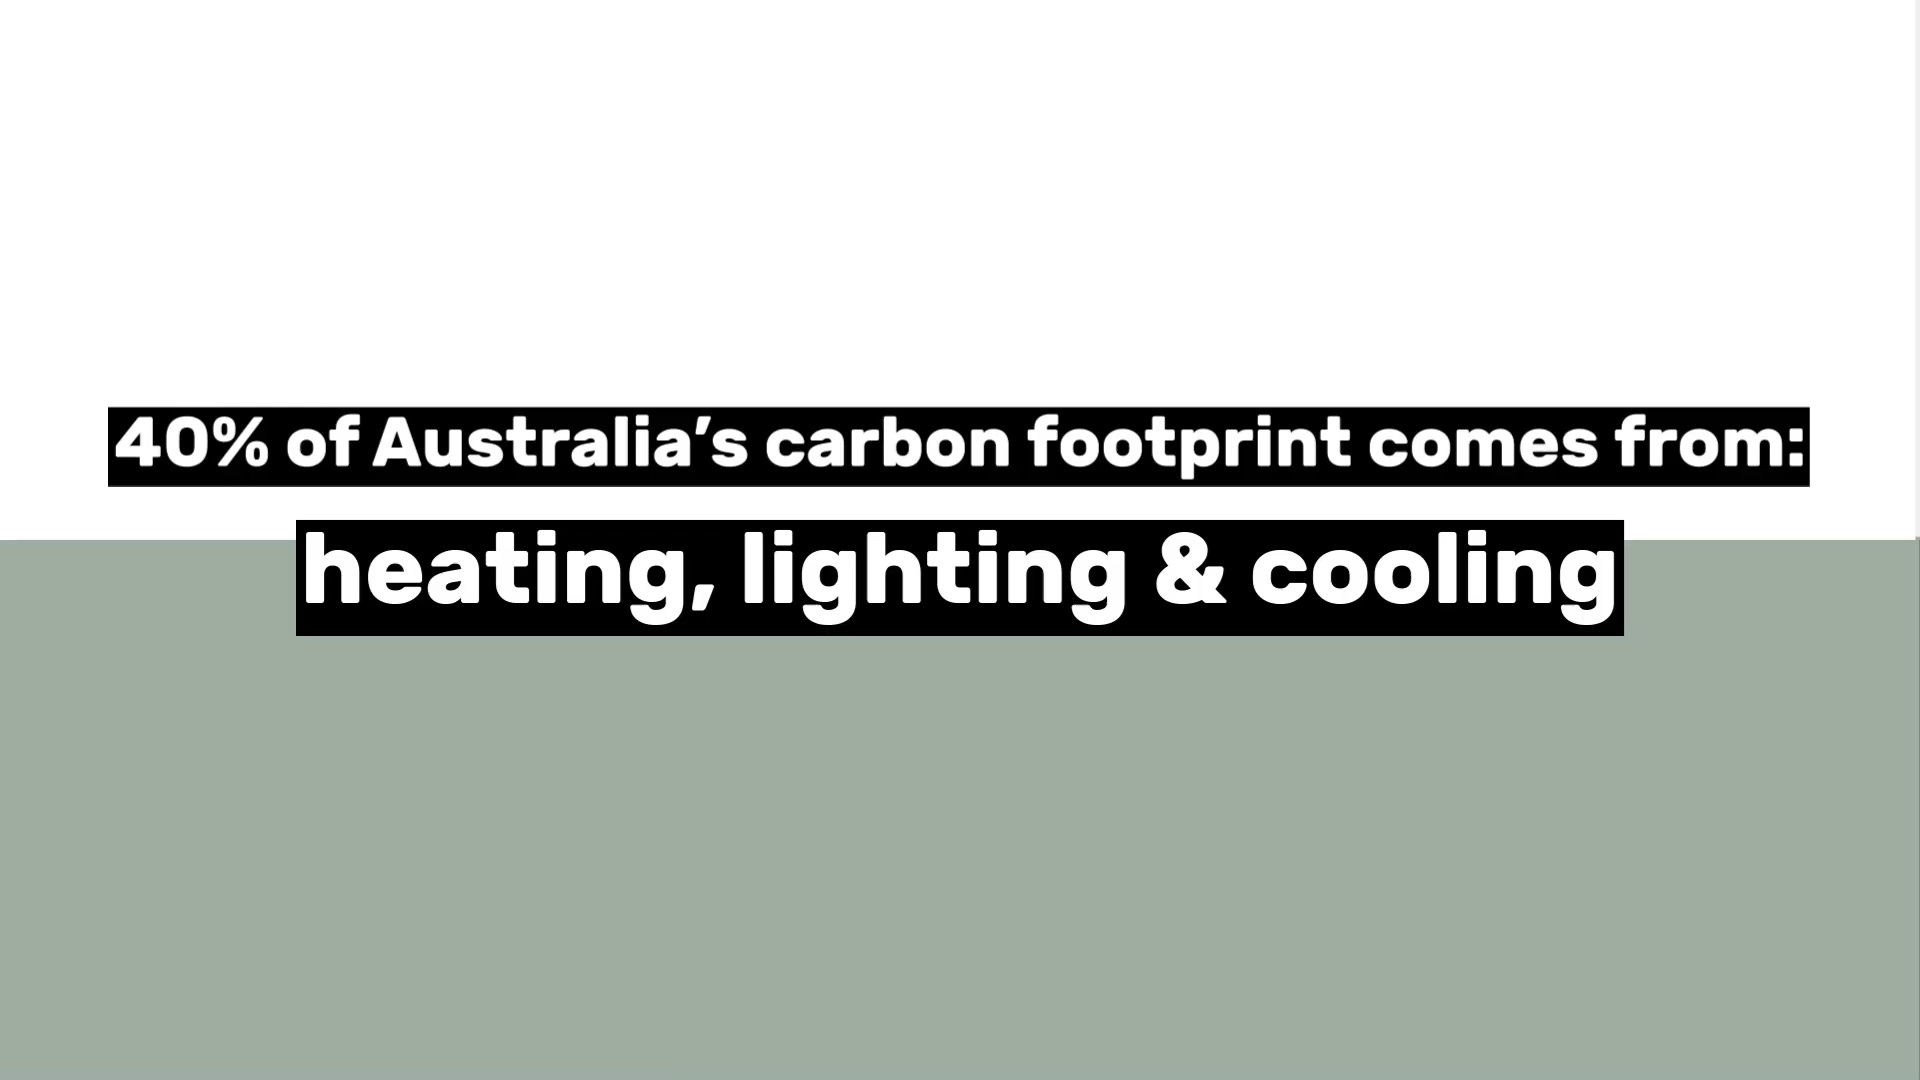 40% of Australia’s carbon footprint comes from:
heating, lighting & cooling